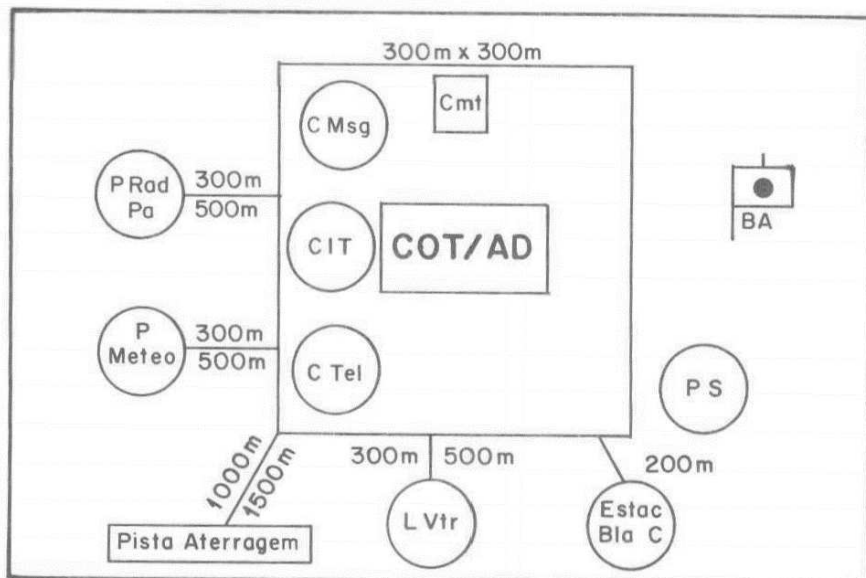 300m x 300m
Cmt
C Msg
P Rad
Pa
300m
500m
CIT
COT/AD
BA
P
Meteo
300m
500m
C Tel
P S
1000m
1500m
300m 500m
200m
L Vtr
Estac
Bla C
Pista Aterragem